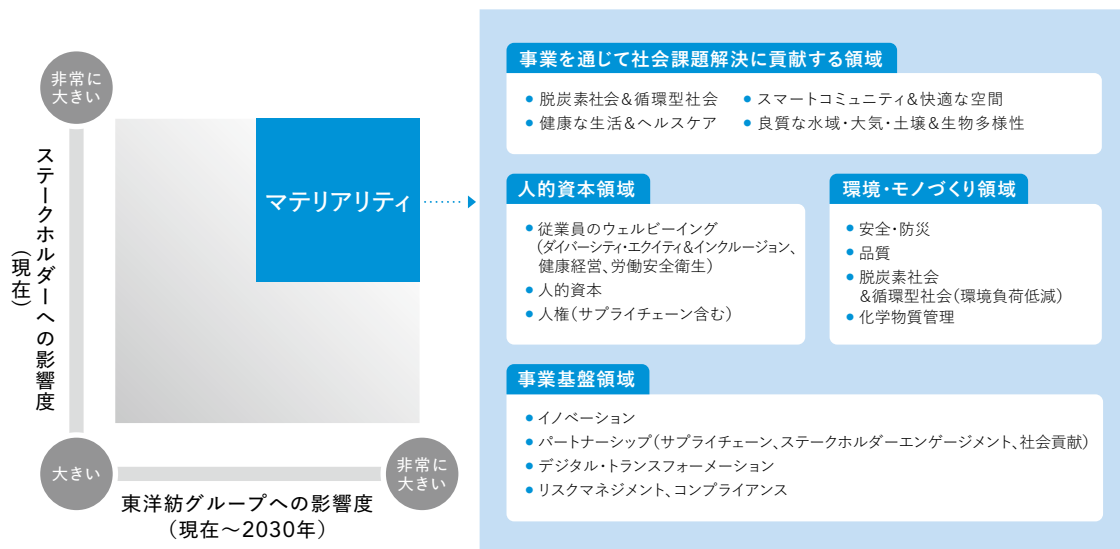 非常に
大きい
ステークホルダーへの影響度
（現在）
マテリアリティ
大きい
非常に
大きい
東洋紡グループへの影響度
（現在～2030年）
事業を通じて社会課題解決に貢献する領域
● 脱炭素社会&循環型社会
● スマートコミュニティ&快適な空間
● 健康な生活&ヘルスケア
● 良質な水域・大気・土壌&生物多様性
人的資本領域
● 従業員のウェルビーイング
（ダイバーシティ・エクイティ&インクルージョン、
健康経営、労働安全衛生）
● 人的資本
● 人権（サプライチェーン含む）
環境・モノづくり領域
● 安全・防災
● 品質
● 脱炭素社会
&循環型社会（環境負荷低減）
● 化学物質管理
事業基盤領域
● イノベーション
● パートナーシップ（サプライチェーン、ステークホルダーエンゲージメント、社会貢献）
● デジタル・トランスフォーメーション
● リスクマネジメント、コンプライアンス